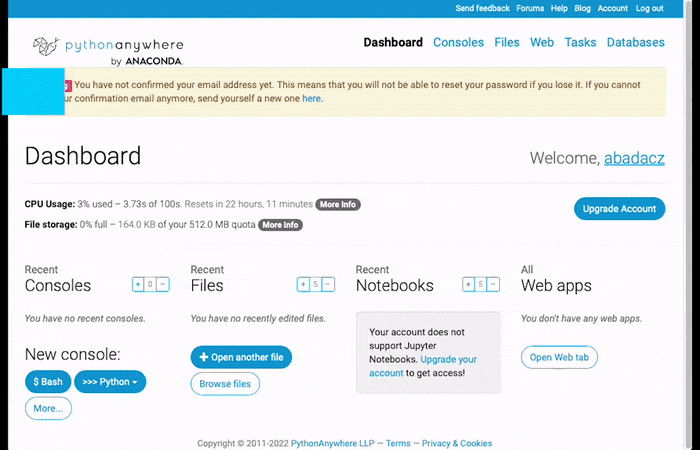 Send feedback Forums Help Blog Account Log out
pythonanywhere
by ANACONDA.
Dashboard Consoles Files Web Tasks Databases
You have not confirmed your email address yet. This means that you will not be able to reset your password if you lose it. If you cannot
confirmation email anymore, send yourself a new one here.
Dashboard
Welcome, abadacz
CPU Usage: 3% used – 3.73s of 100s. Resets in 22 hours, 11 minutes More Info
File storage: 0% full – 164.0 KB of your 512.0 MB quota More Info
Upgrade Account
Recent
Consoles
+ 0 −
You have no recent consoles.
New console:
$ Bash
>>> Python
More...
Recent
Files
+ 5 −
You have no recently edited files.
+ Open another file
Browse files
Recent
Notebooks
+ 5 −
Your account does not
support Jupyter
Notebooks. Upgrade your
account to get access!
All
Web apps
You don't have any web apps.
Open Web tab
Copyright © 2011-2022 PythonAnywhere LLP — Terms — Privacy & Cookies